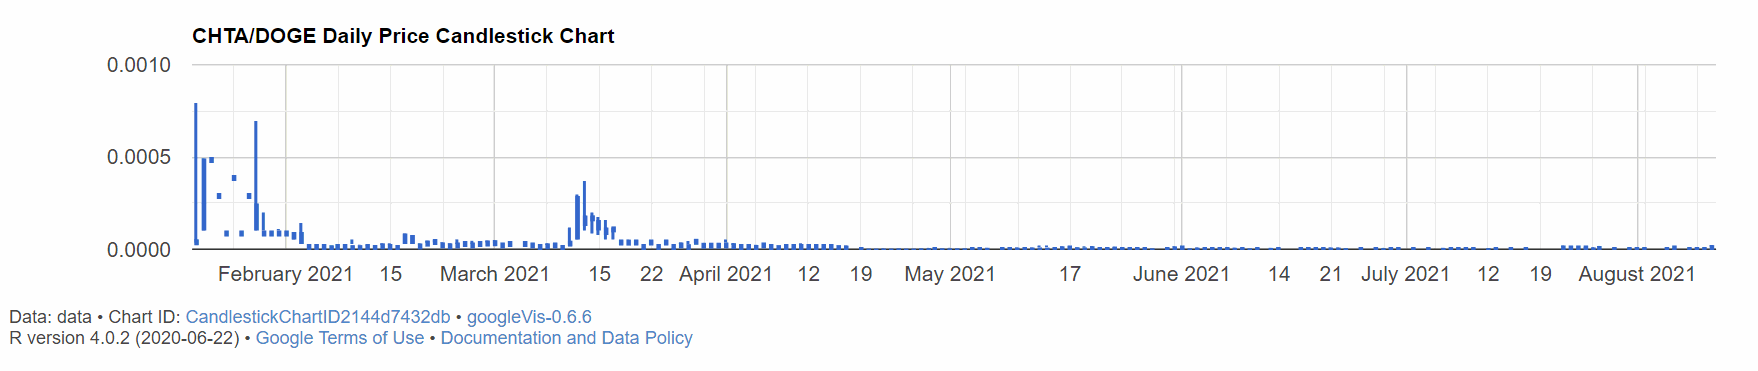 CHTA/DOGE Daily Price Candlestick Chart
0.0010
0.0005
0.0000
February 2021 15 March 2021 15 22 April 2021 12 19 May 2021 17 June 2021 14 21 July 2021 12 19 August 2021
Data: data • Chart ID: CandlestickChartID2144d7432db • googleVis-0.6.6
R version 4.0.2 (2020-06-22) • Google Terms of Use • Documentation and Data Policy